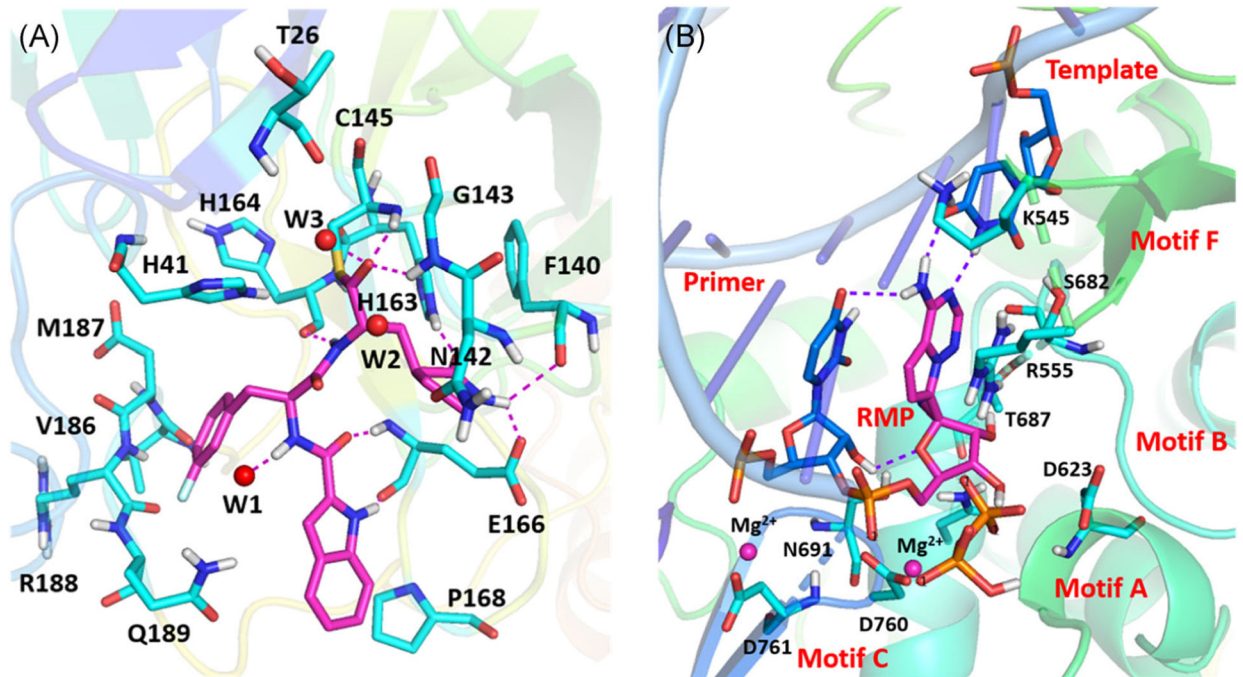 (A)
T26
C145
G143
H164
W3
F140
H41
H163
M187
W2
N142
V186
W1
E166
R188
Q189
P168
(B)
Template
K545
Motif F
Primer
S682
R555
RMP
T687
Motif B
D623
Mg²⁺
N691
Mg²⁺
Motif A
D760
D761
Motif C